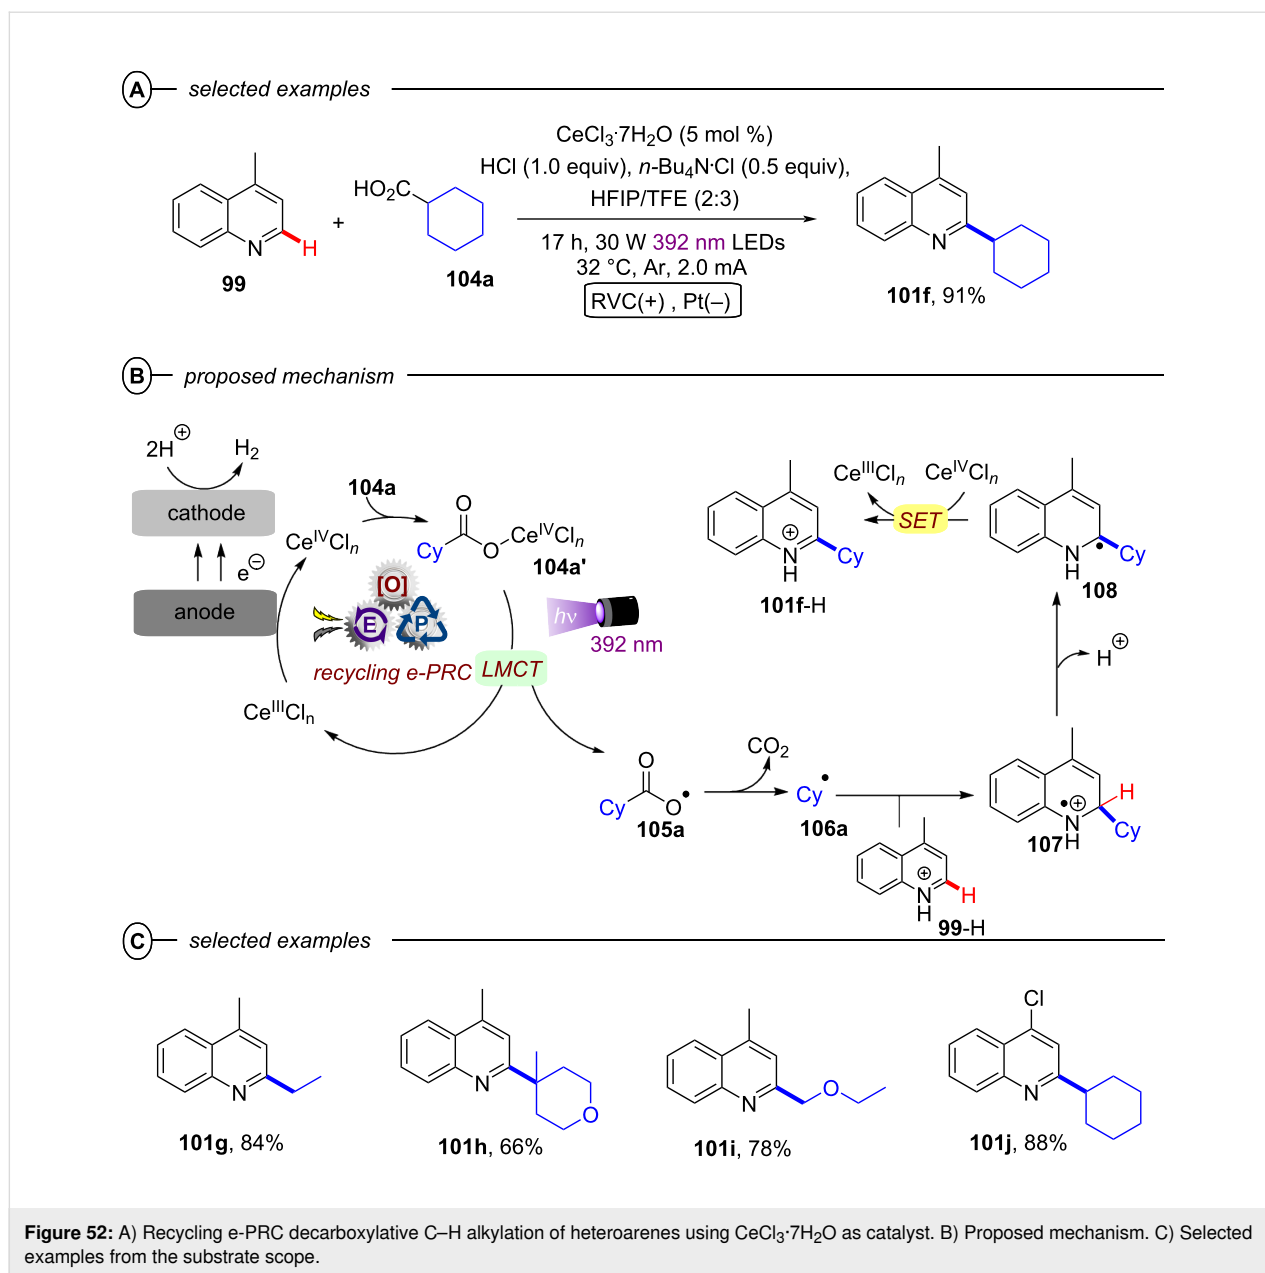 A selected examples
CeCl3·7H2O (5 mol %)
HCl (1.0 equiv), n-Bu4N·Cl (0.5 equiv),
HFIP/TFE (2:3)
17 h, 30 W 392 nm LEDs
32 °C, Ar, 2.0 mA
RVC(+) , Pt(–)
N H
99
+
HO2C
104a
N
101f, 91%
B proposed mechanism
2H⊕ H2
cathode
e⊖
anode
CeIVCln
104a
O
Cy O CeIVCln
104a'
[O]
E P
recycling e-PRC LMCT
hν
392 nm
CeIIICln
O
Cy O•
105a
CO2
Cy•
106a
⊕
N H
H
99-H
•⊕ H
N
H Cy
107
H⊕
N • Cy
H
108
CeIIICln CeIVCln
SET
⊕
N Cy
H
101f-H
C selected examples
N
101g, 84%
N O
101h, 66%
N O
101i, 78%
Cl
N
101j, 88%
Figure 52: A) Recycling e-PRC decarboxylative C–H alkylation of heteroarenes using CeCl3·7H2O as catalyst. B) Proposed mechanism. C) Selected
examples from the substrate scope.